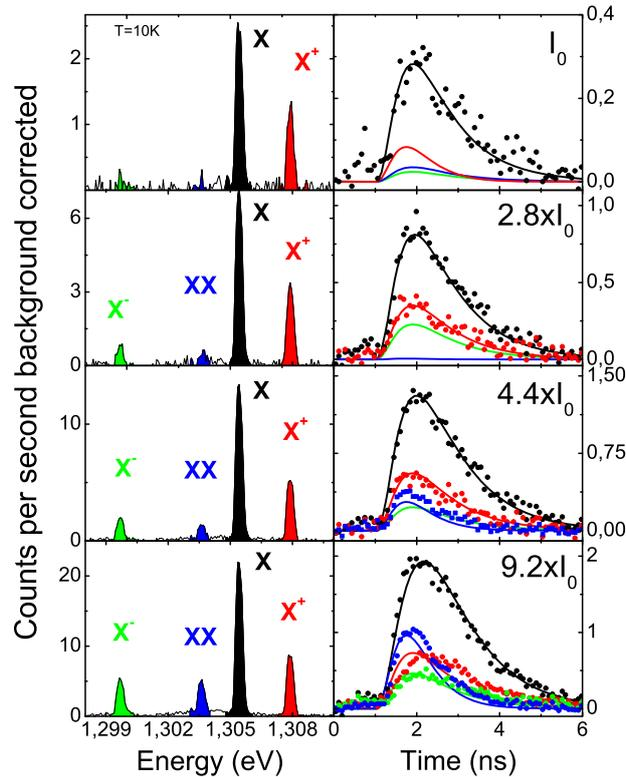 Counts per second background corrected
T=10K
X
X+
2
1
I0
0,4
0,2
0,0
6
3
0
X-
XX
X
X+
2.8xI0
1,0
0,5
0,0
10
0
X-
XX
X
X+
4.4xI0
1,50
0,75
0,00
20
10
0
X-
XX
X
X+
9.2xI0
2
1
0
1,299 1,302 1,305 1,308
0 2 4 6
Energy (eV)
Time (ns)